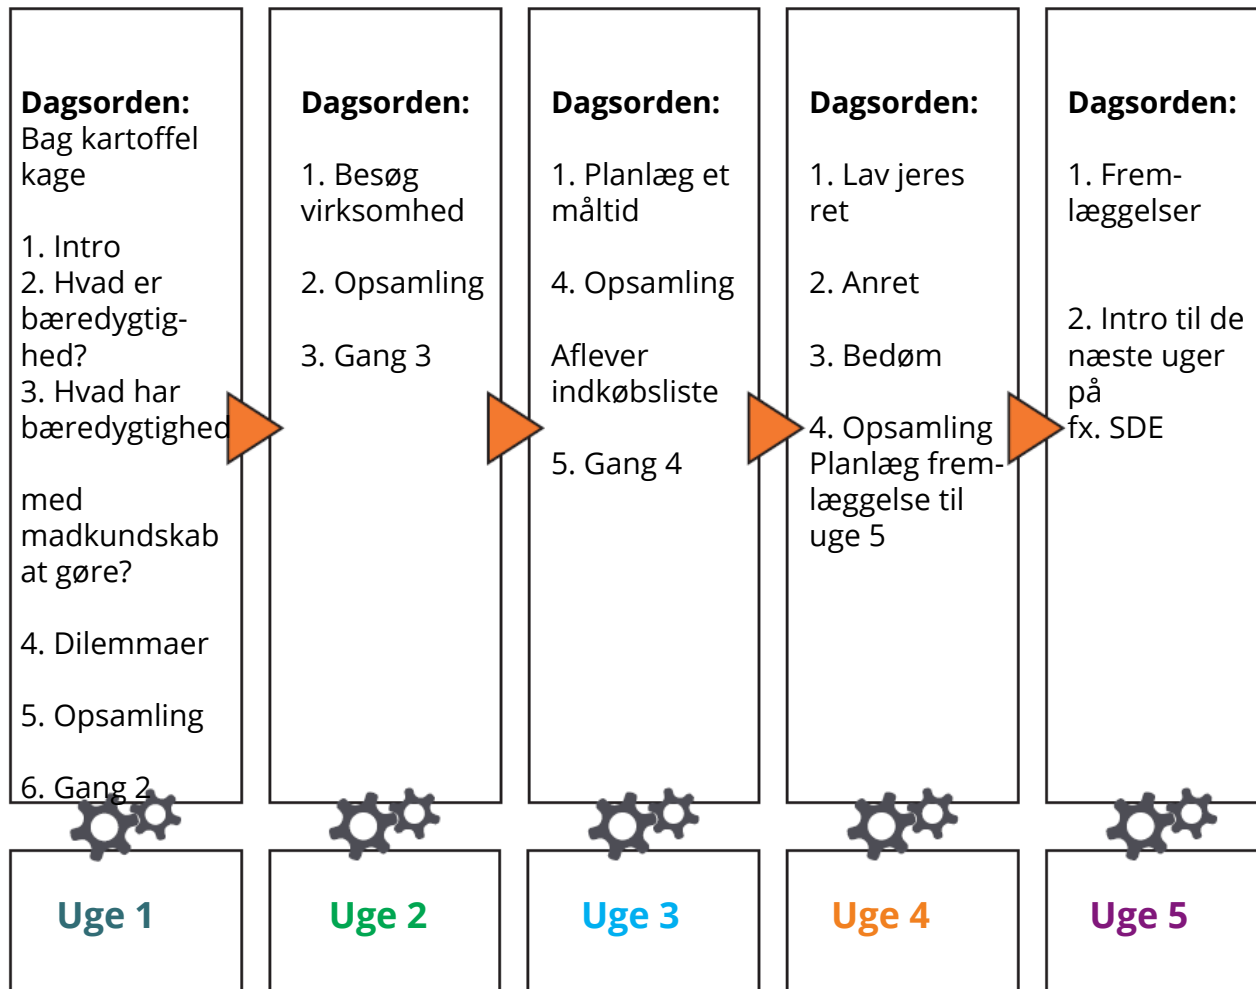 Dagsorden:
Bag kartoffel
kage
1. Intro
2. Hvad er
bæredygtig-
hed?
3. Hvad har
bæredygtighed
med
madkundskab
at gøre?
4. Dilemmaer
5. Opsamling
6. Gang 2
Uge 1
Dagsorden:
1. Besøg
virksomhed
2. Opsamling
3. Gang 3
Uge 2
Dagsorden:
1. Planlæg et
måltid
4. Opsamling
Aflever
indkøbsliste
5. Gang 4
Uge 3
Dagsorden:
1. Lav jeres
ret
2. Anret
3. Bedøm
4. Opsamling
Planlæg frem-
læggelse til
uge 5
Uge 4
Dagsorden:
1. Frem-
læggelser
2. Intro til de
næste uger
på
fx. SDE
Uge 5